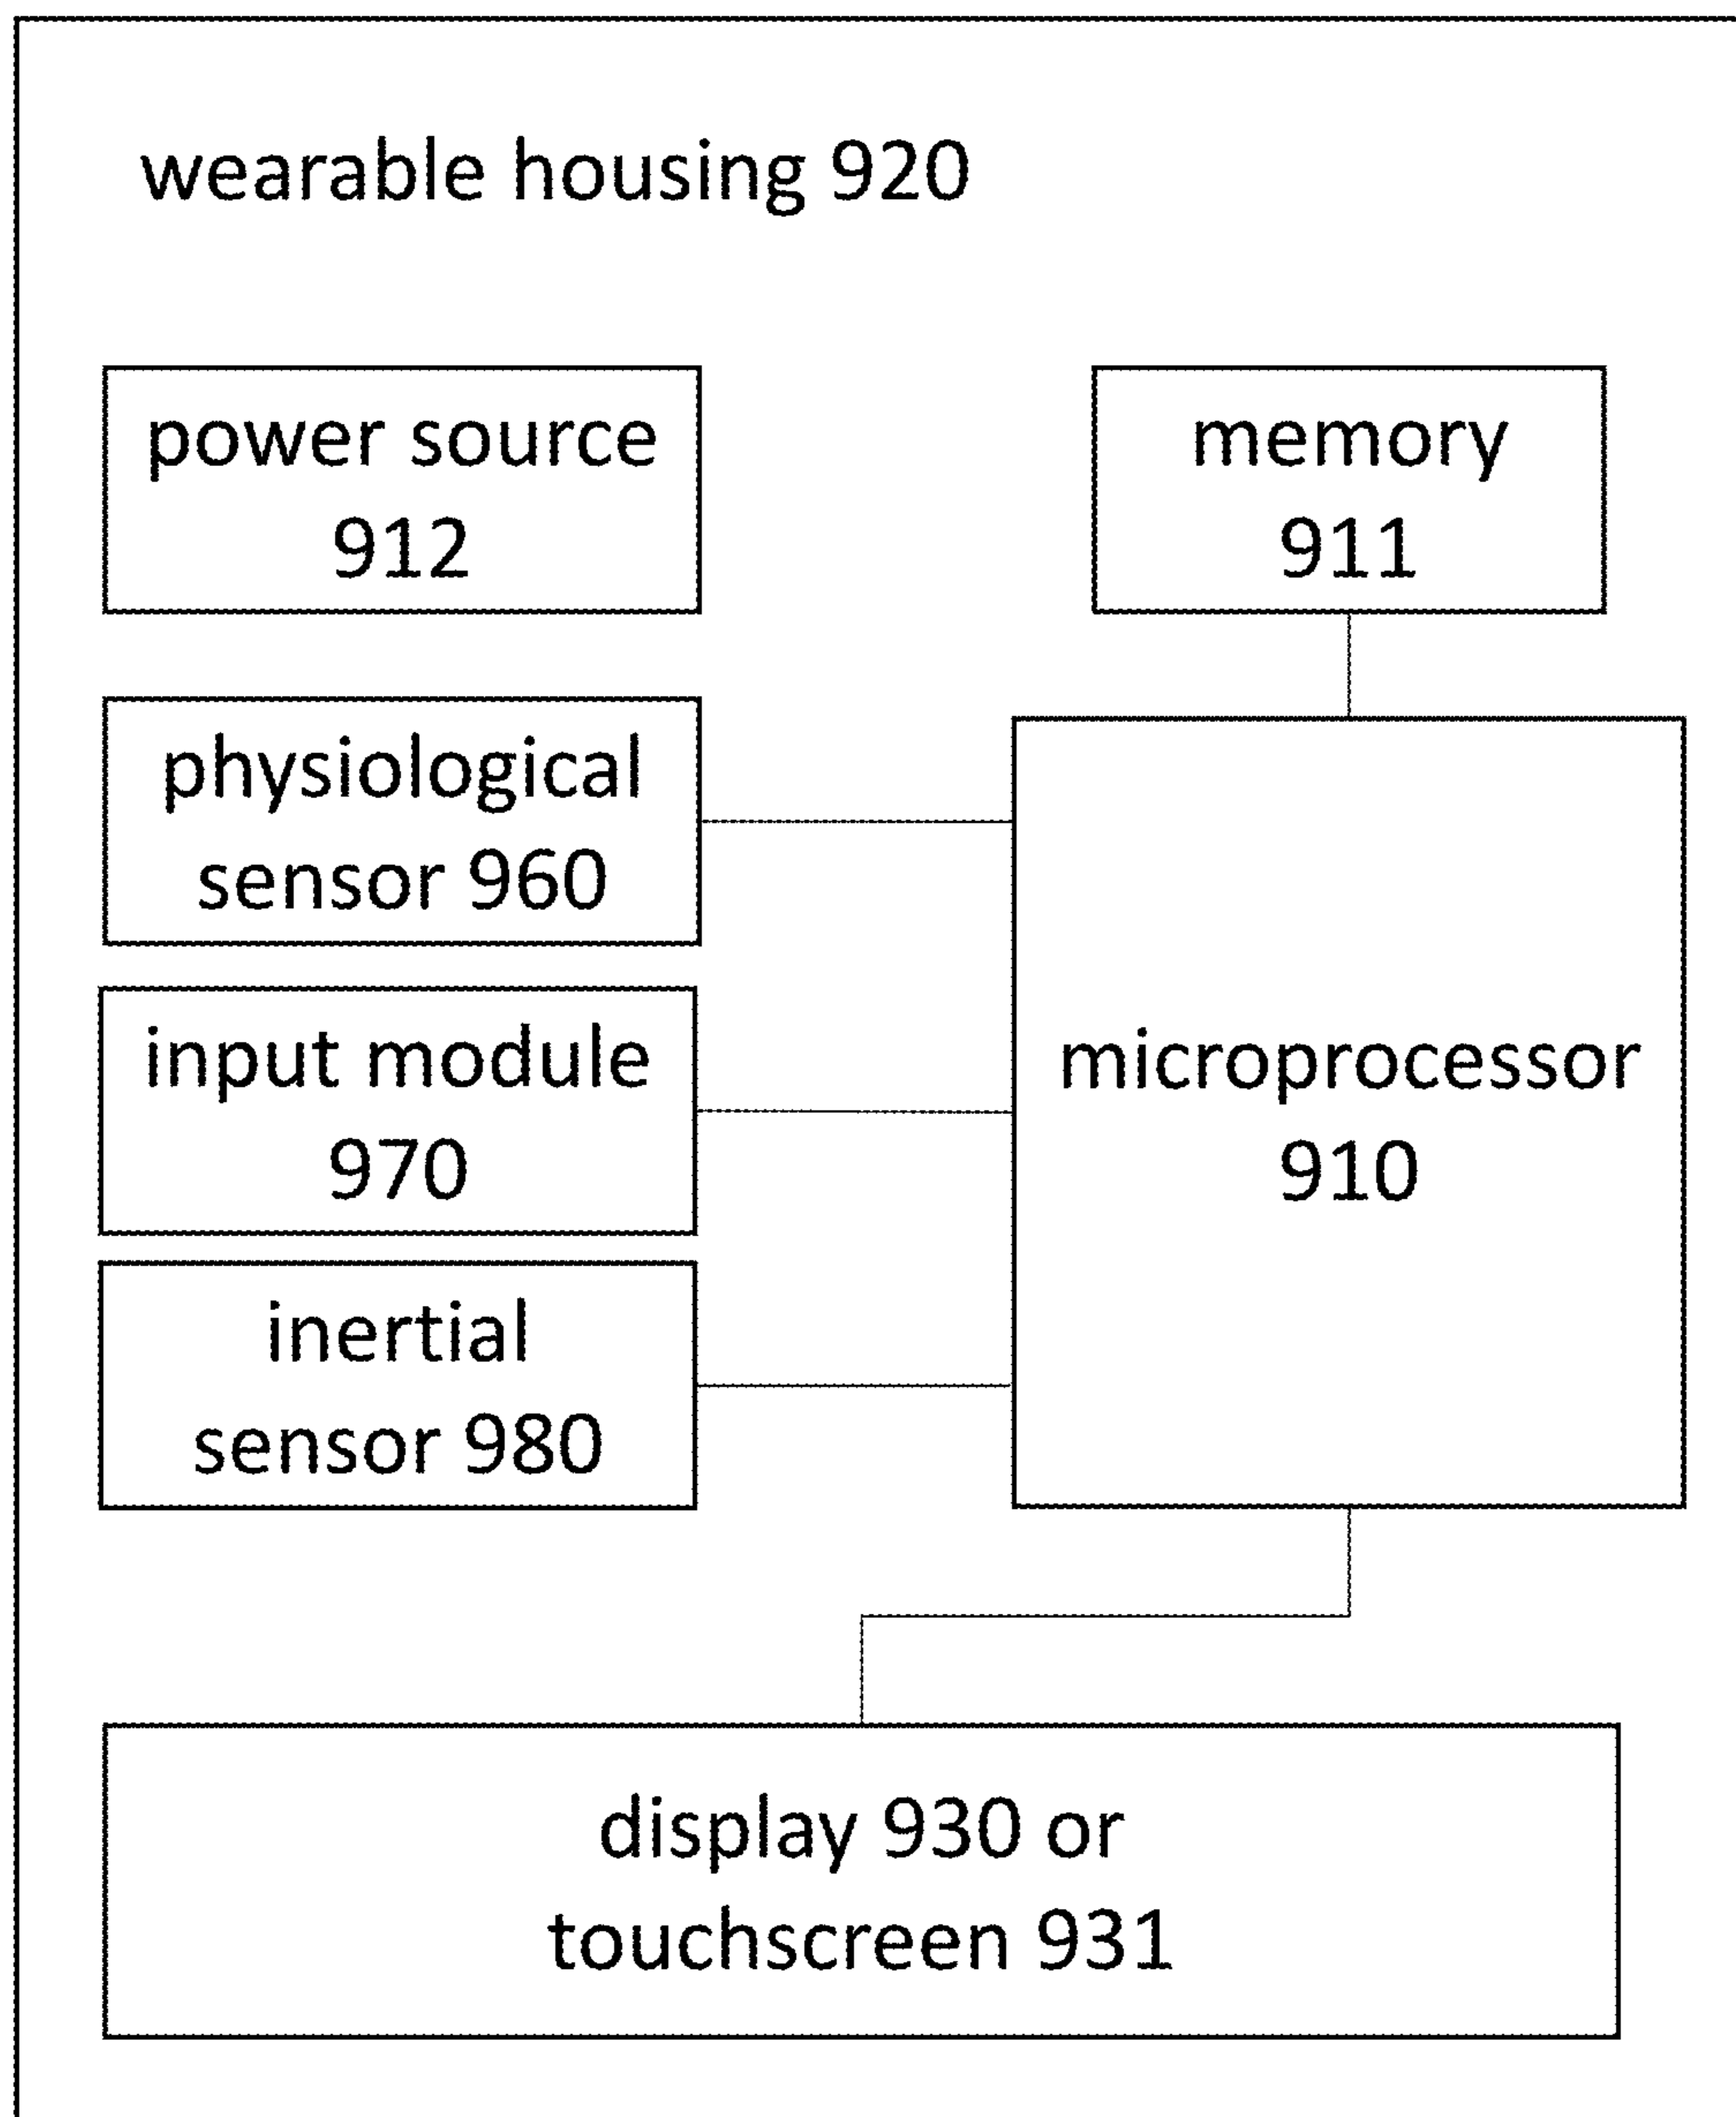 wearable housing 920
power source
912
memory
911
physiological
sensor 960
input module
970
microprocessor
910
inertial
sensor 980
display 930 or
touchscreen 931